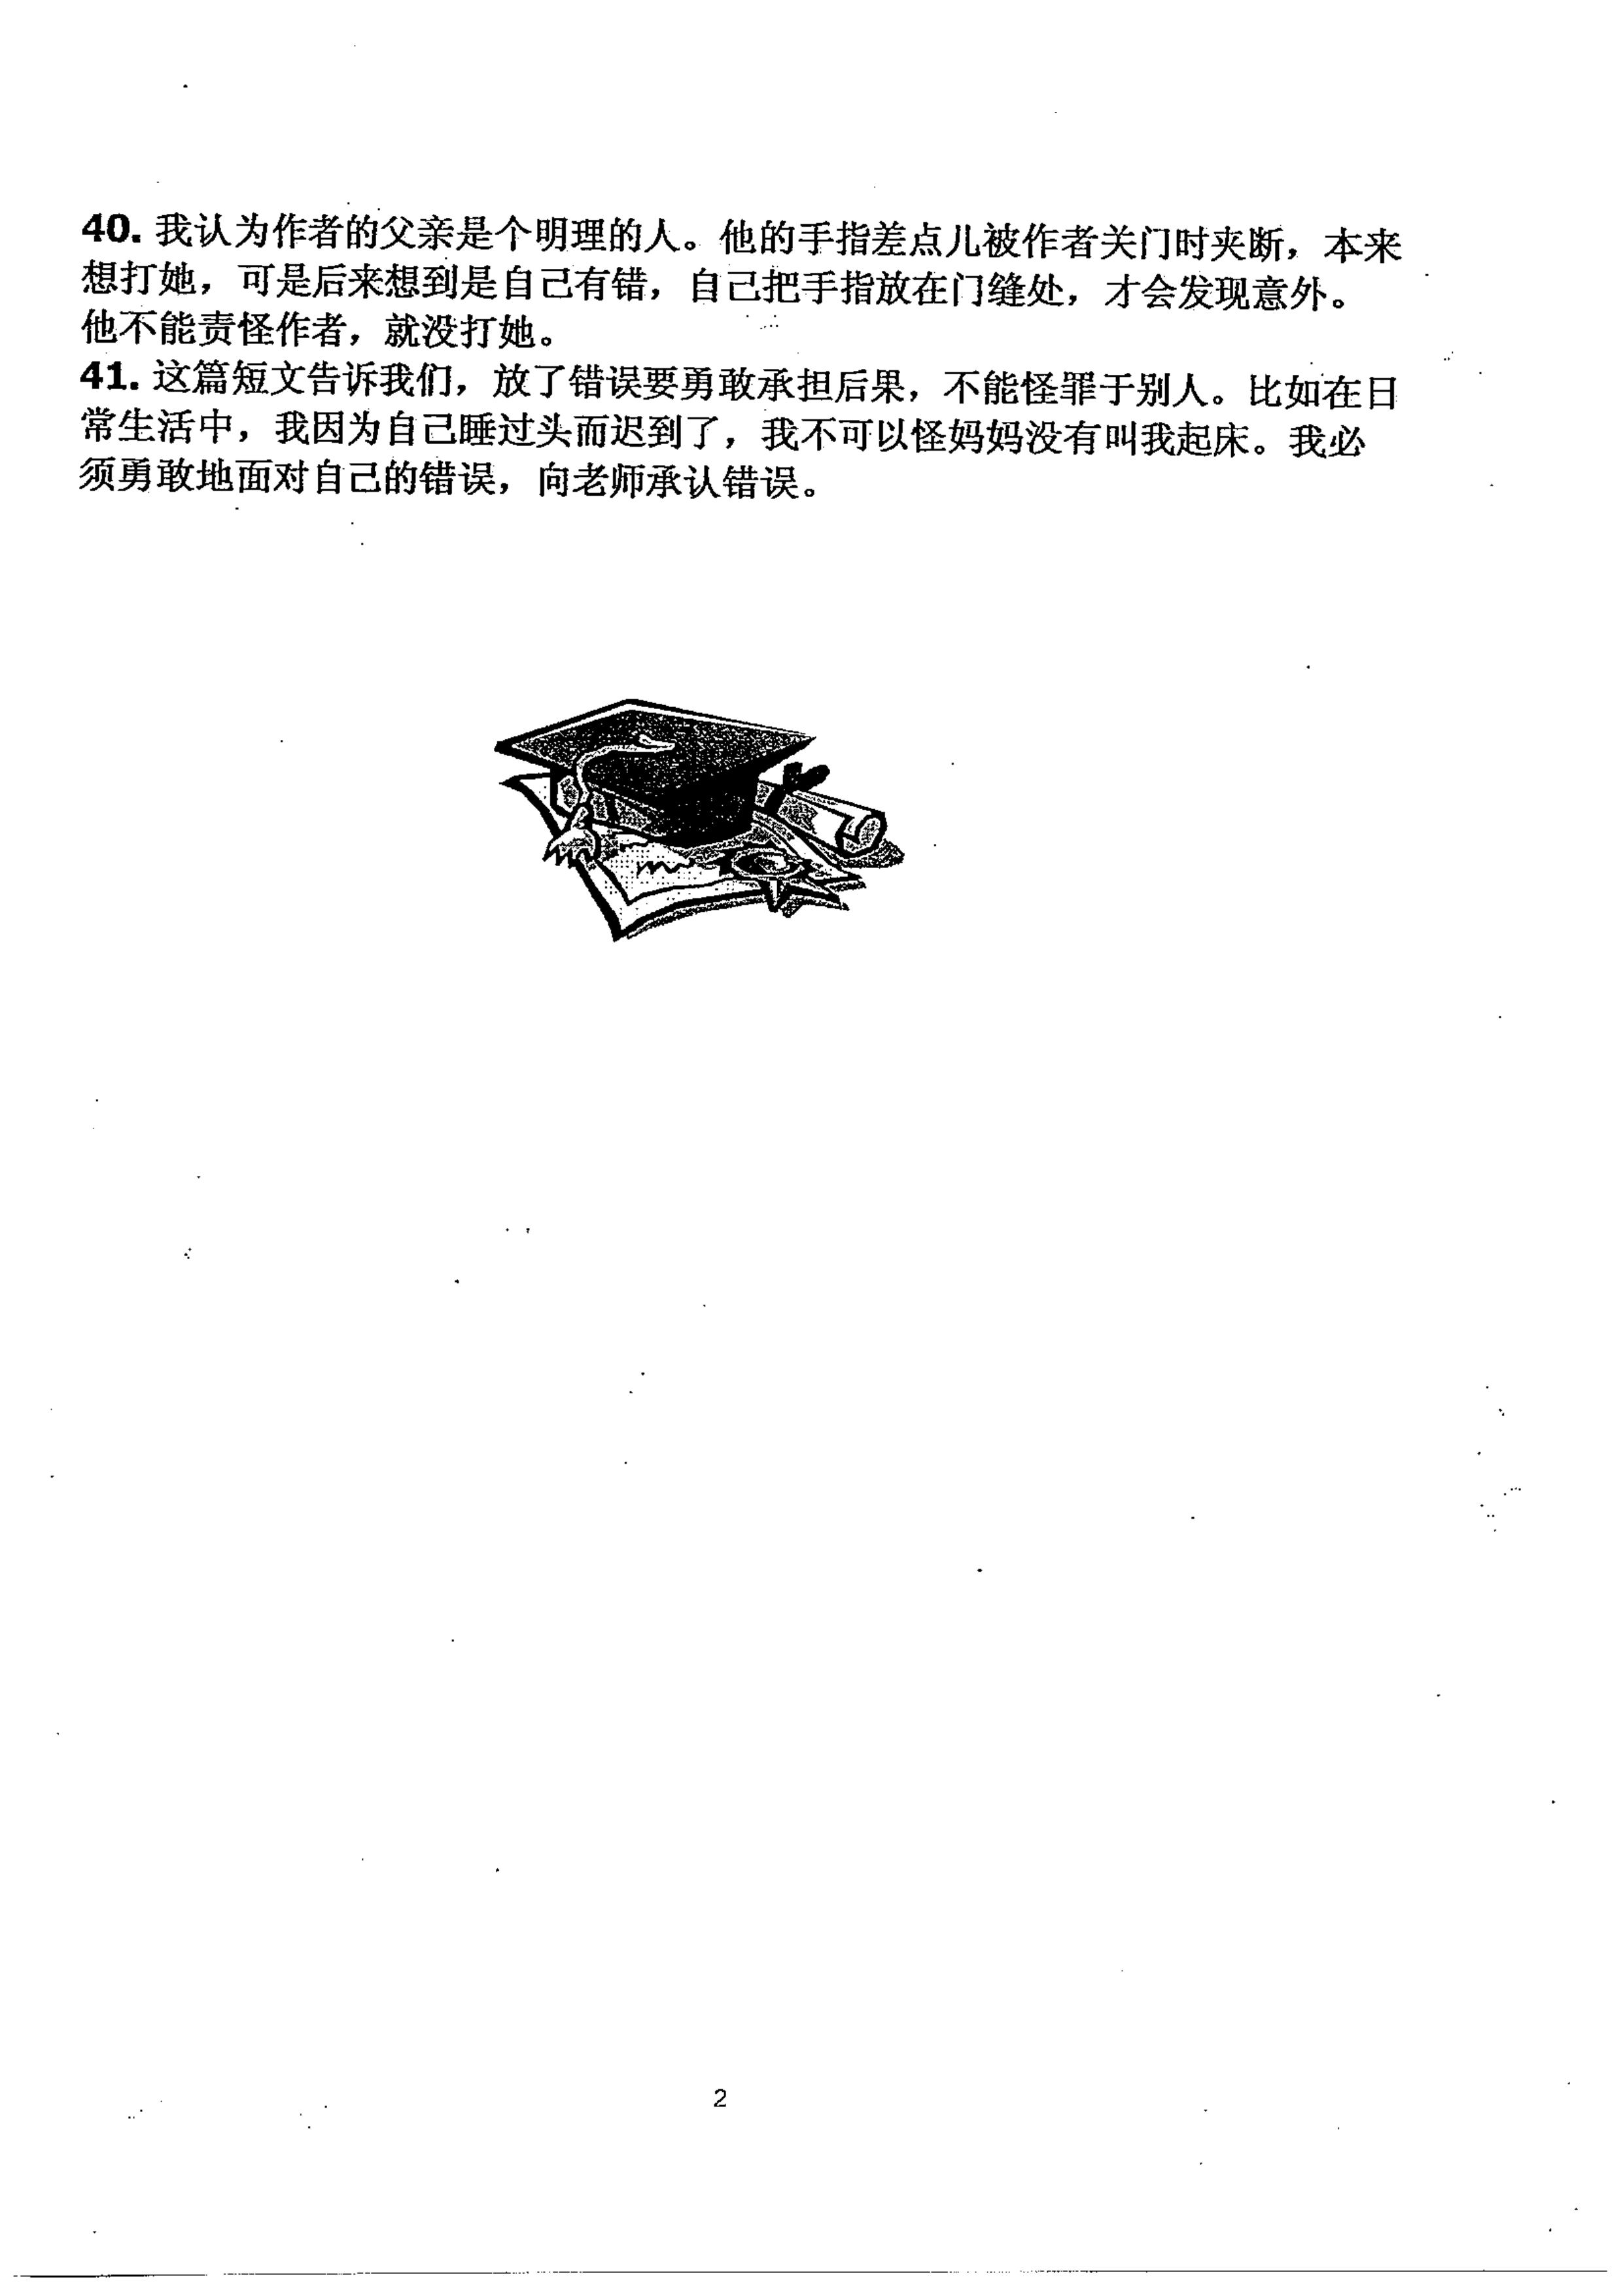 40. 我认为作者的父亲是个明理的人。他的手指差点儿被作者关门时夹断，本来
想打她，可是后来想到是自己有错，自己把手指放在门缝处，才会发现意外。
他不能责怪作者，就没打她。
41. 这篇短文告诉我们，放了错误要勇敢承担后果，不能怪罪于别人。比如在日
常生活中，我因为自己睡过头而迟到了，我不可以怪妈妈没有叫我起床。我必
须勇敢地面对自己的错误，向老师承认错误。
2